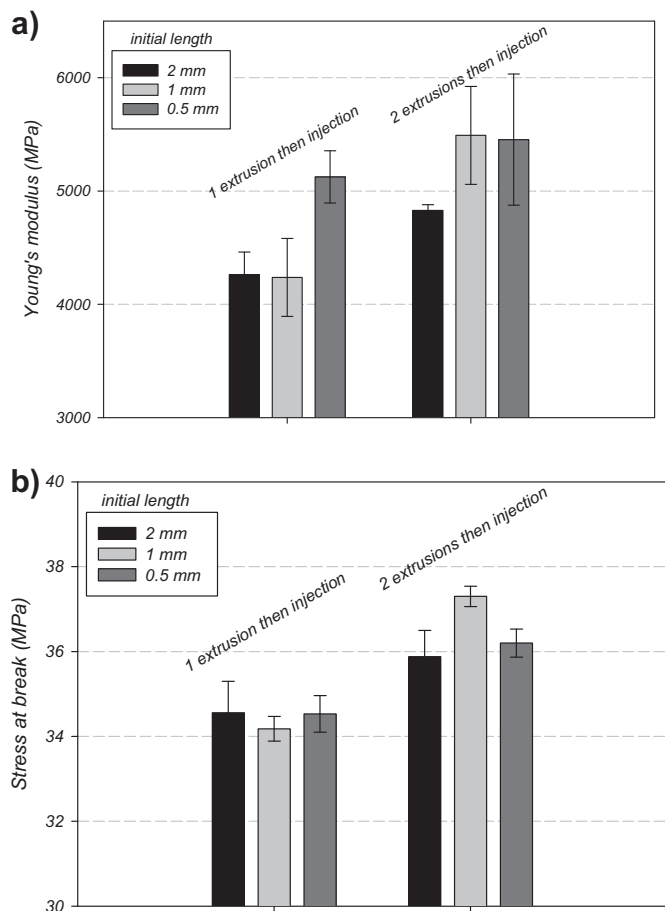 a)
initial length
2 mm
1 mm
0.5 mm
1 extrusion then injection
2 extrusions then injection
6000
5000
4000
3000
Young's modulus (MPa)
b)
initial length
2 mm
1 mm
0.5 mm
1 extrusion then injection
2 extrusions then injection
40
38
36
34
32
30
Stress at break (MPa)